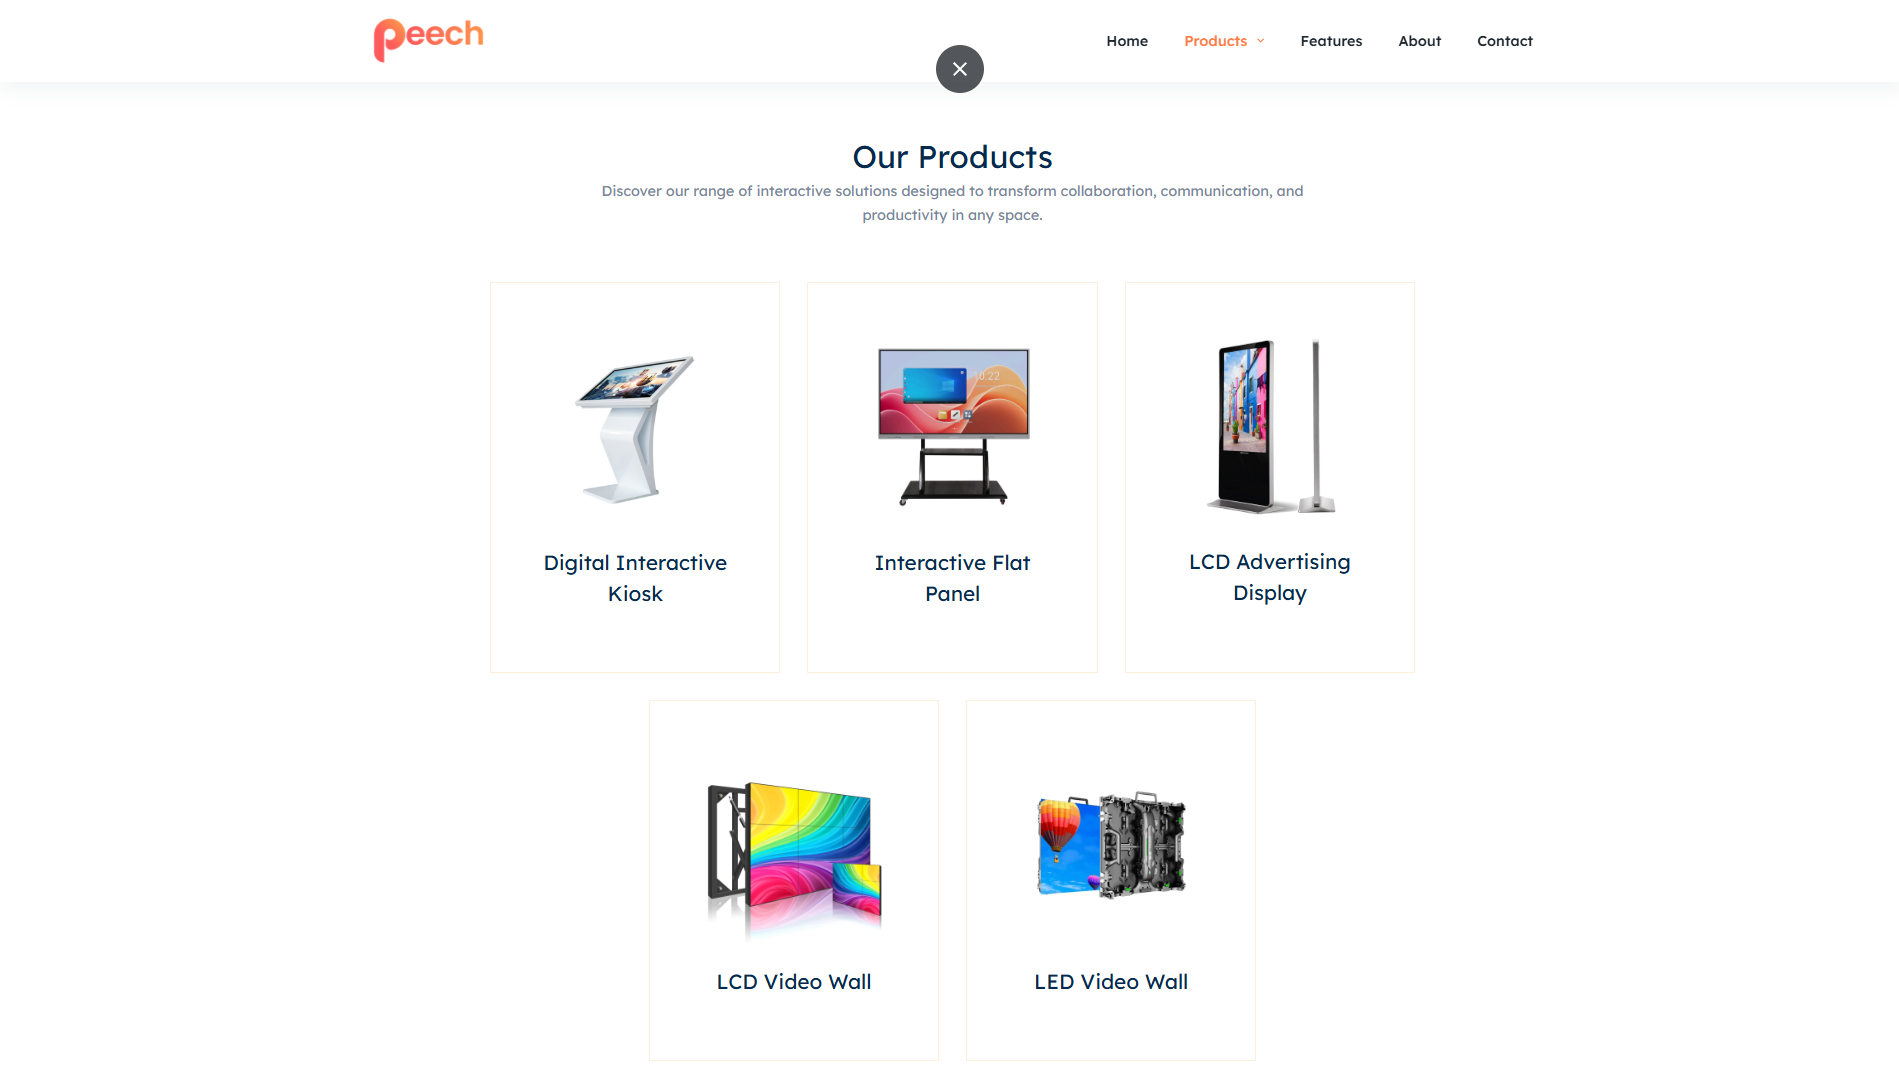 Peech
Home Products Features About Contact
Our Products
Discover our range of interactive solutions designed to transform collaboration, communication, and
productivity in any space.
10:22
Digital Interactive
Kiosk
Interactive Flat
Panel
LCD Advertising
Display
LCD Video Wall
LED Video Wall